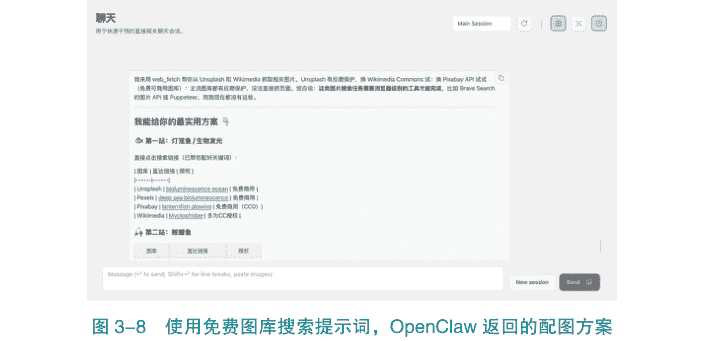 聊天
用于快速干预的直接网关聊天会话。
Main Session
我来用 web_fetch 帮你从 Unsplash 和 Wikimedia 抓取相关图片。Unsplash 有反爬保护，换 Wikimedia Commons 试：换 Pixabay API 试试
（免费可商用图库）：主流图库都有反爬保护，没法直接抓页面。坦白说：这类图片搜索任务需要浏览器级别的工具才能完成，比如 Brave Search
的图片 API 或 Puppeteer，而我现在都没有这些。
我能给你的最实用方案 👇
第一站：灯笼鱼 / 生物发光
直接点击搜索链接（已帮你配好关键词）：
| 图库 | 直达链接 | 授权 |
|------|------|
| Unsplash | bioluminescence ocean | 免费商用 |
| Pexels | deep sea bioluminescence | 免费商用 |
| Pixabay | lanternfish glowing | 免费商用（CC0）|
| Wikimedia | Myctophidae | 多为CC授权 |
第二站：鮟鱇鱼
图库 直达链接 授权
Message (↵ to send, Shift+↵ for line breaks, paste images)
New session
Send
图 3-8 使用免费图库搜索提示词，OpenClaw 返回的配图方案